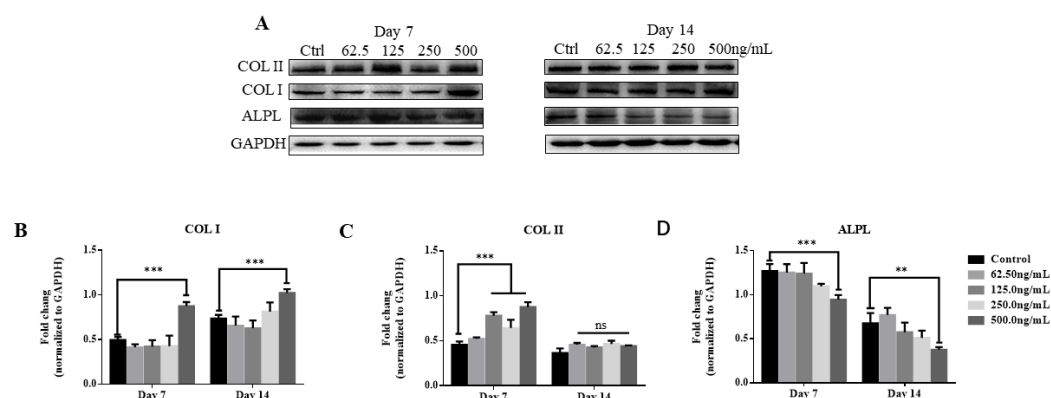 A
Day 7
Day 14
Ctrl 62.5 125 250 500
Ctrl 62.5 125 250 500ng/mL
COL II
COL I
ALPL
GAPDH
B
COL I
Fold chang
(normalized to GAPDH)
1.5
1.0
0.5
0.0
***
***
Day 7
Day 14
C
COL II
Fold chang
(normalized to GAPDH)
1.5
1.0
0.5
0.0
***
ns
Day 7
Day 14
D
ALPL
Fold chang
(normalized to GAPDH)
1.5
1.0
0.5
0.0
***
**
Day 7
Day 14
Control
62.50ng/mL
125.0ng/mL
250.0ng/mL
500.0ng/mL